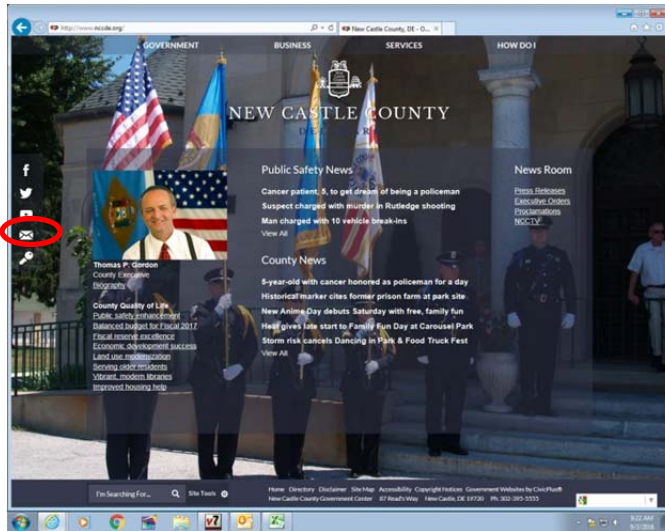 http://www.nccde.org/
New Castle County, DE - O...
GOVERNMENT
BUSINESS
SERVICES
HOW DO I
NEW CASTLE COUNTY
Public Safety News
Cancer patient, 5, to get dream of being a policeman
Suspect charged with murder in Rutledge shooting
Man charged with 10 vehicle break-ins
View All
County News
5-year-old with cancer honored as policeman for a day
Historical marker cites former prison farm at park site
New Anime Day debuts Saturday with free, family fun
Heat gives late start to Family Fun Day at Carousel Park
Storm risk cancels Dancing in Park & Food Truck Fest
View All
News Room
Press Releases
Executive Orders
Proclamations
NCCTV
Thomas P. Gordon
County Executive
Biography
County Quality of Life
Public safety enhancement
Balanced budget for Fiscal 2017
Fiscal reserve excellence
Economic development success
Land use modernization
Serving older residents
Vibrant, modern libraries
Improved housing help
I'm Searching For...
Site Tools
Home Directory Disclaimer Site Map Accessibility Copyright Notices Government Websites by CivicPlus®
New Castle County Government Center 87 Read's Way New Castle, DE 19720 Ph: 302-395-5555
9:22 AM